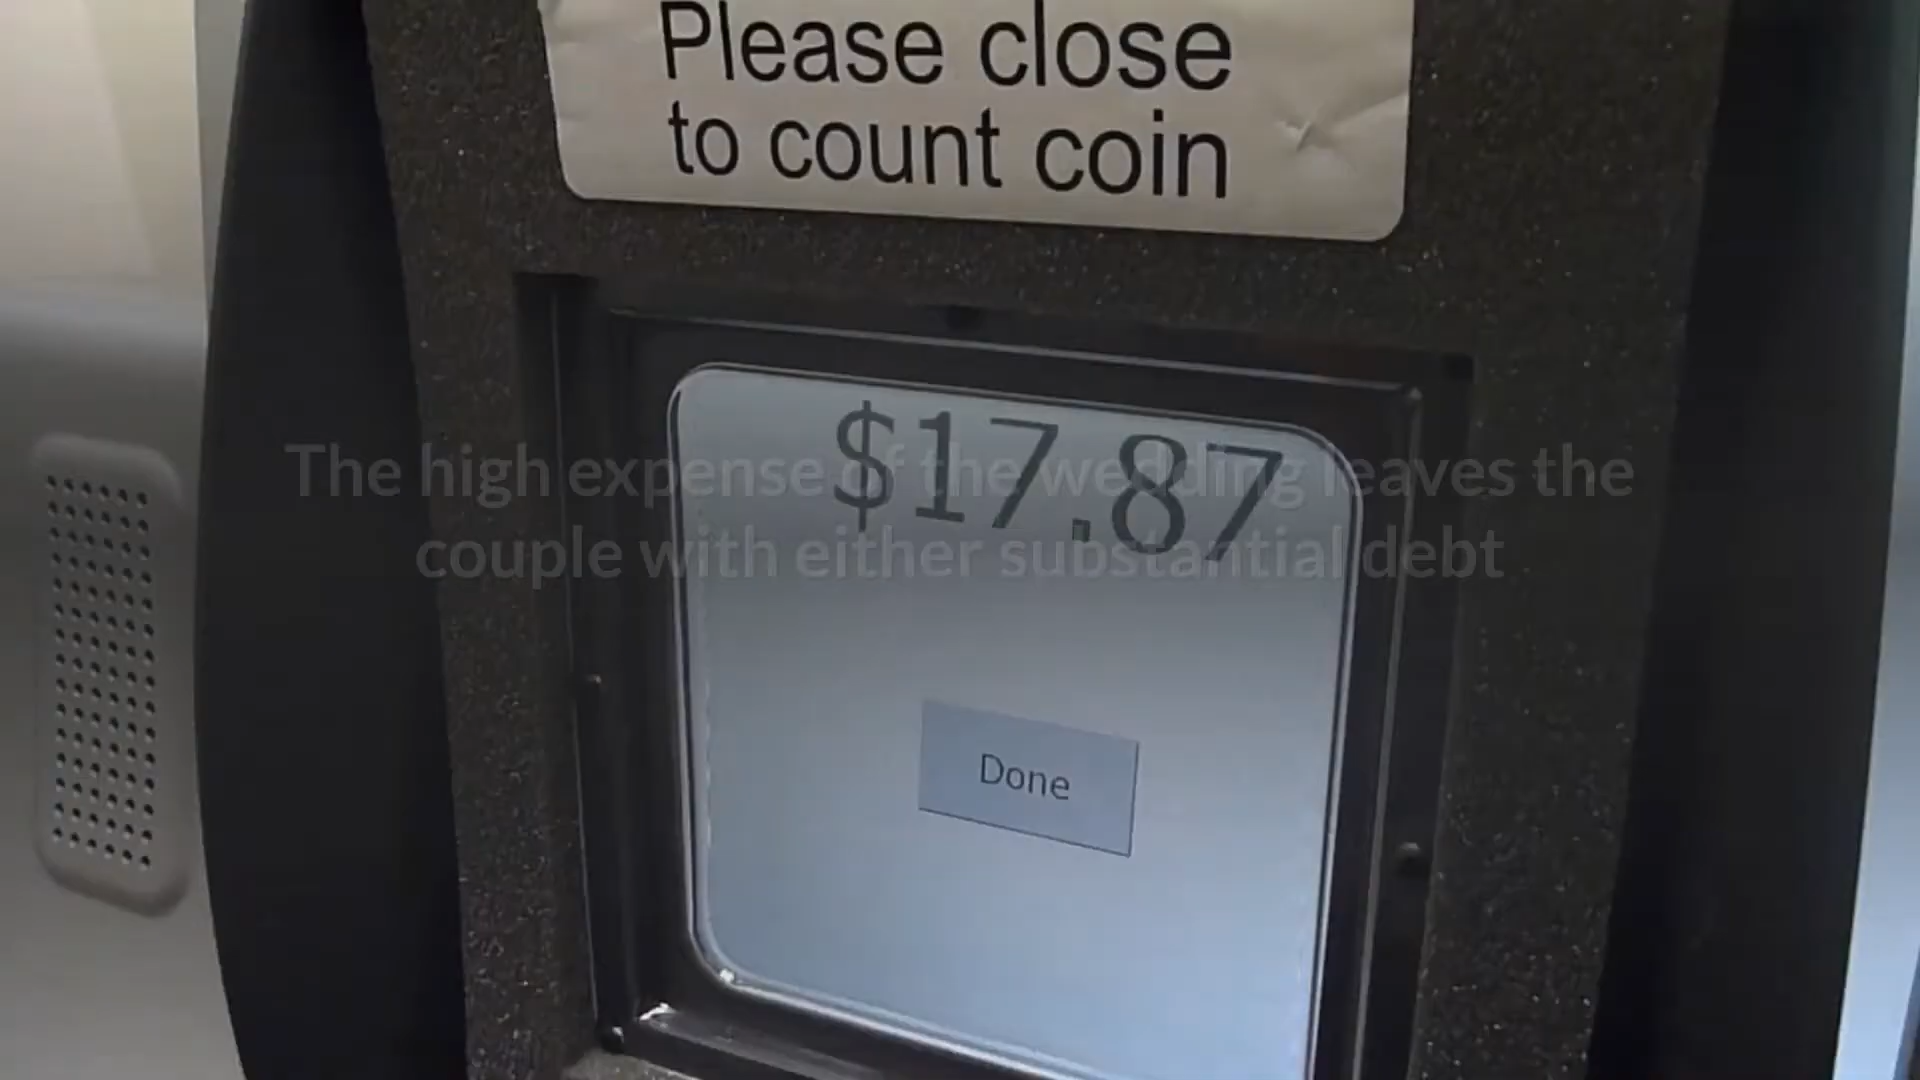 Please close
to count coin
$17.87
The high expense of the wedding leaves the
couple with either substantial debt
Done